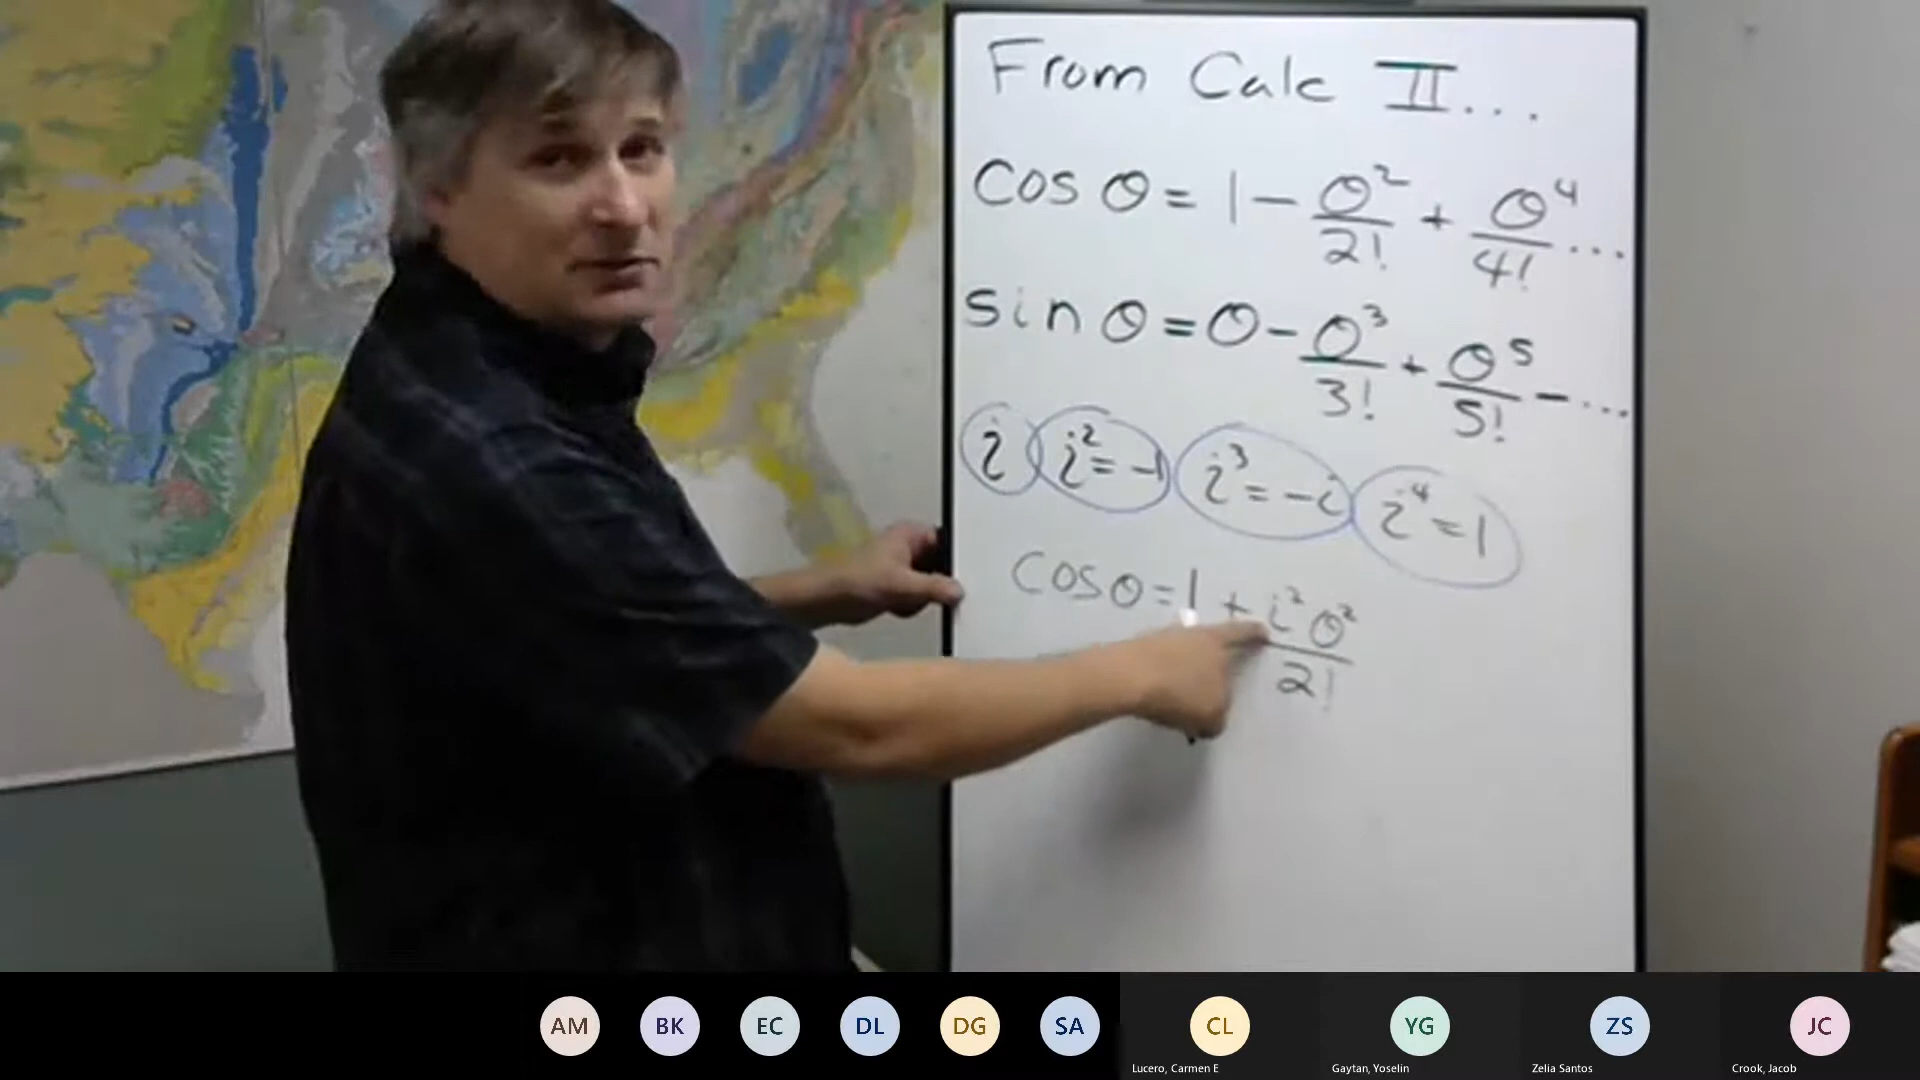 From Calc II...
cos θ = 1 - θ²/2! + θ⁴/4! ...
sin θ = θ - θ³/3! + θ⁵/5! - ...
i i² = -1 i³ = -i i⁴ = 1
cos θ = 1 + i² θ²/2!
AM BK EC DL DG SA CL YG ZS JC
Lucero, Carmen E Gaytan, Yoselin Zelia Santos Crook, Jacob